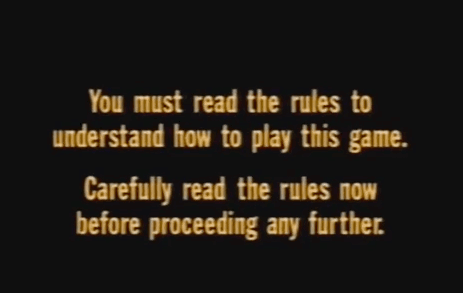 You must read the rules to
understand how to play this game.
Carefully read the rules now
before proceeding any further.